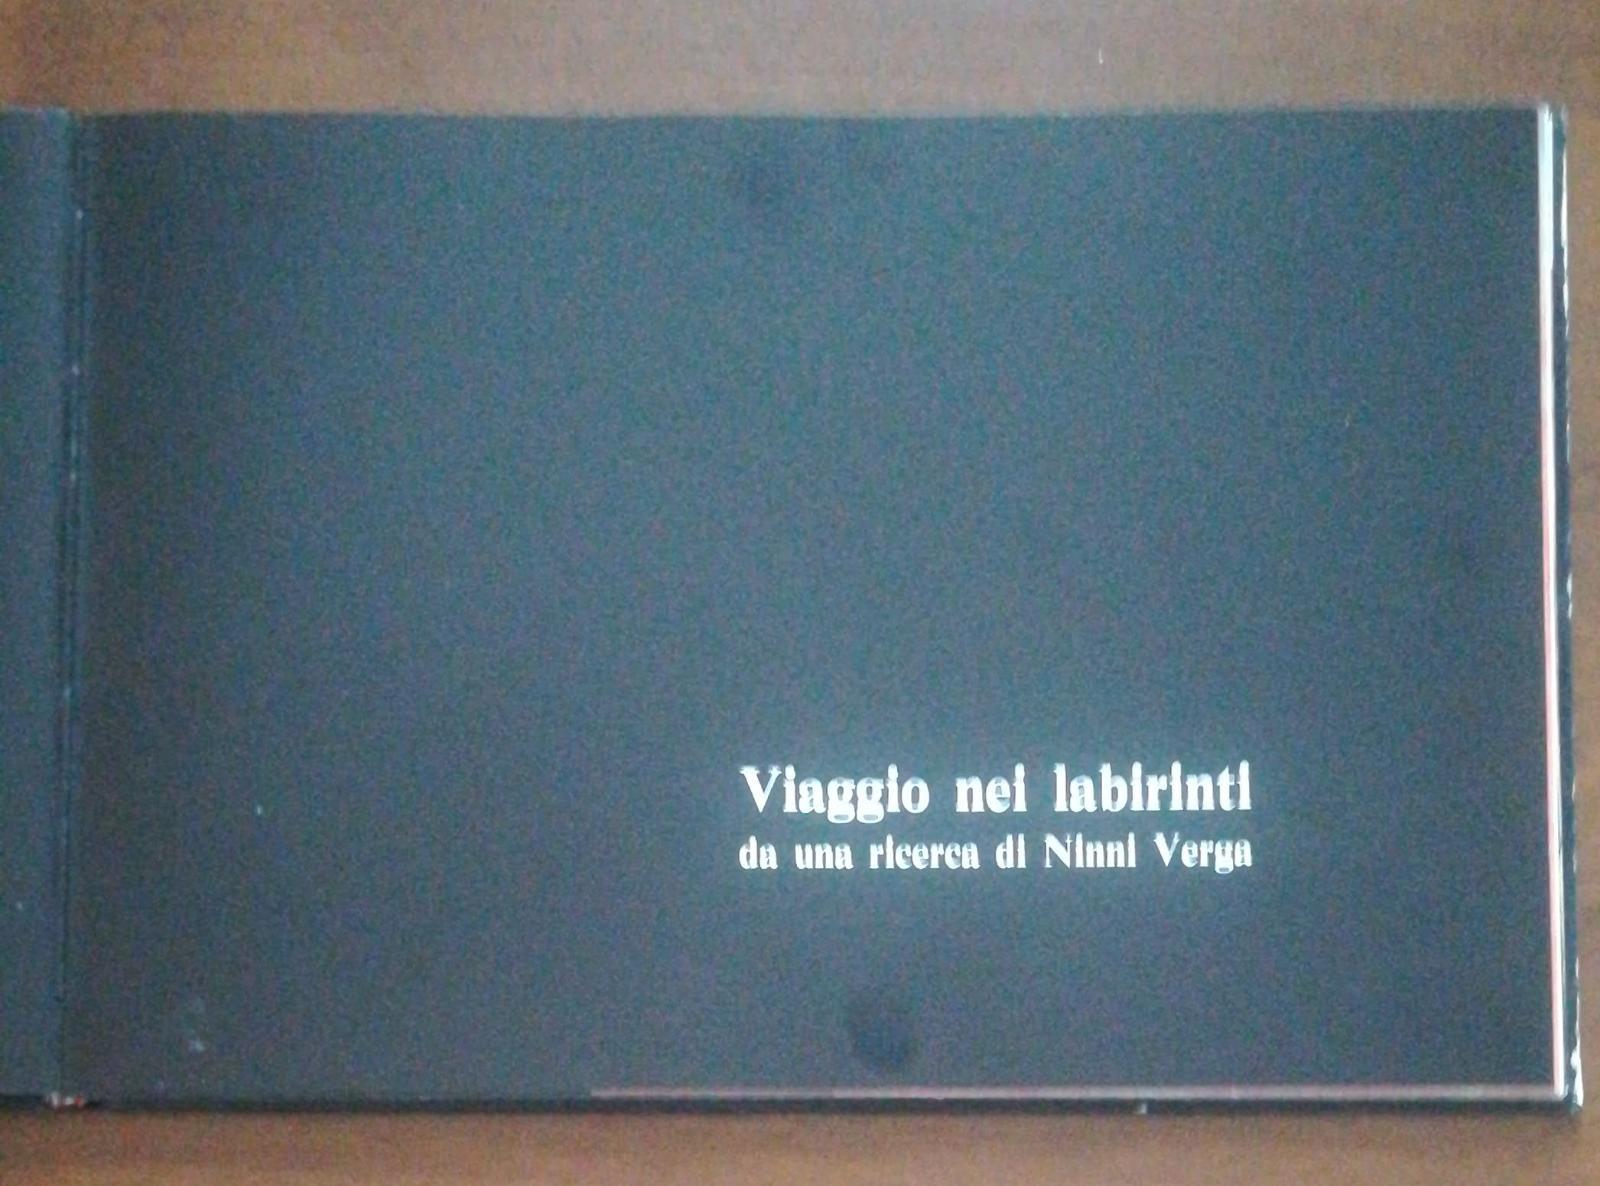 Viaggio nei labirinti
da una ricerca di Ninni Verga